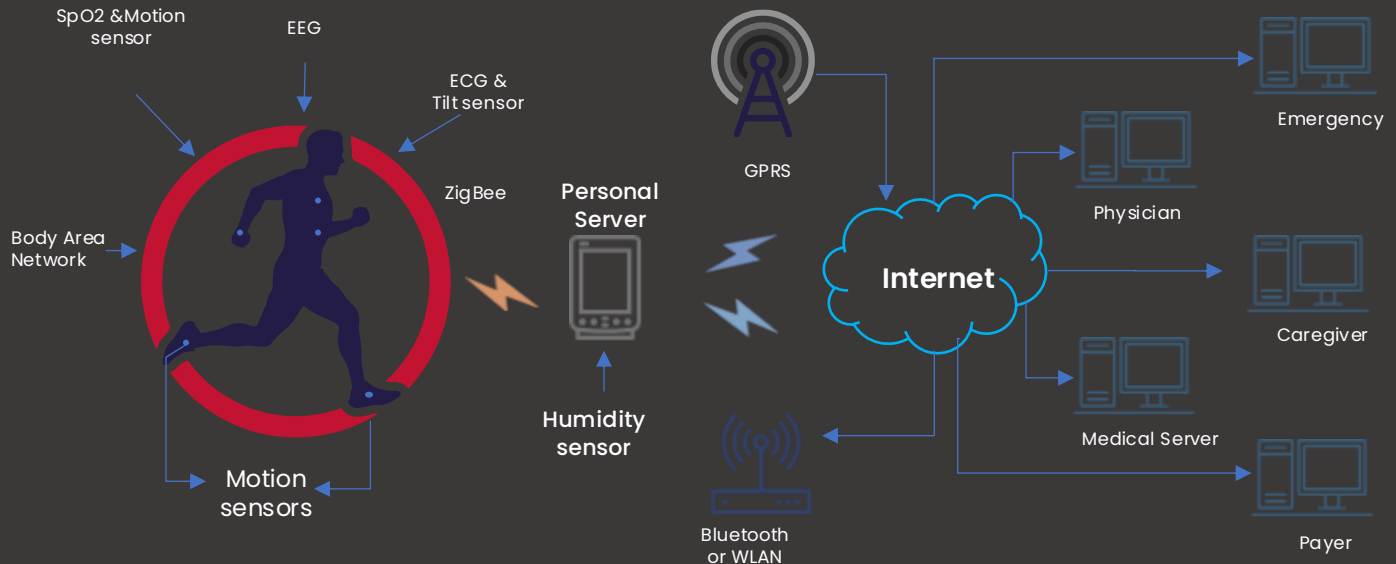 SpO2 &Motion
sensor
EEG
ECG &
Tilt sensor
ZigBee
Body Area
Network
Motion
sensors
Personal
Server
Humidity
sensor
GPRS
Internet
Bluetooth
or WLAN
Emergency
Physician
Caregiver
Medical Server
Payer